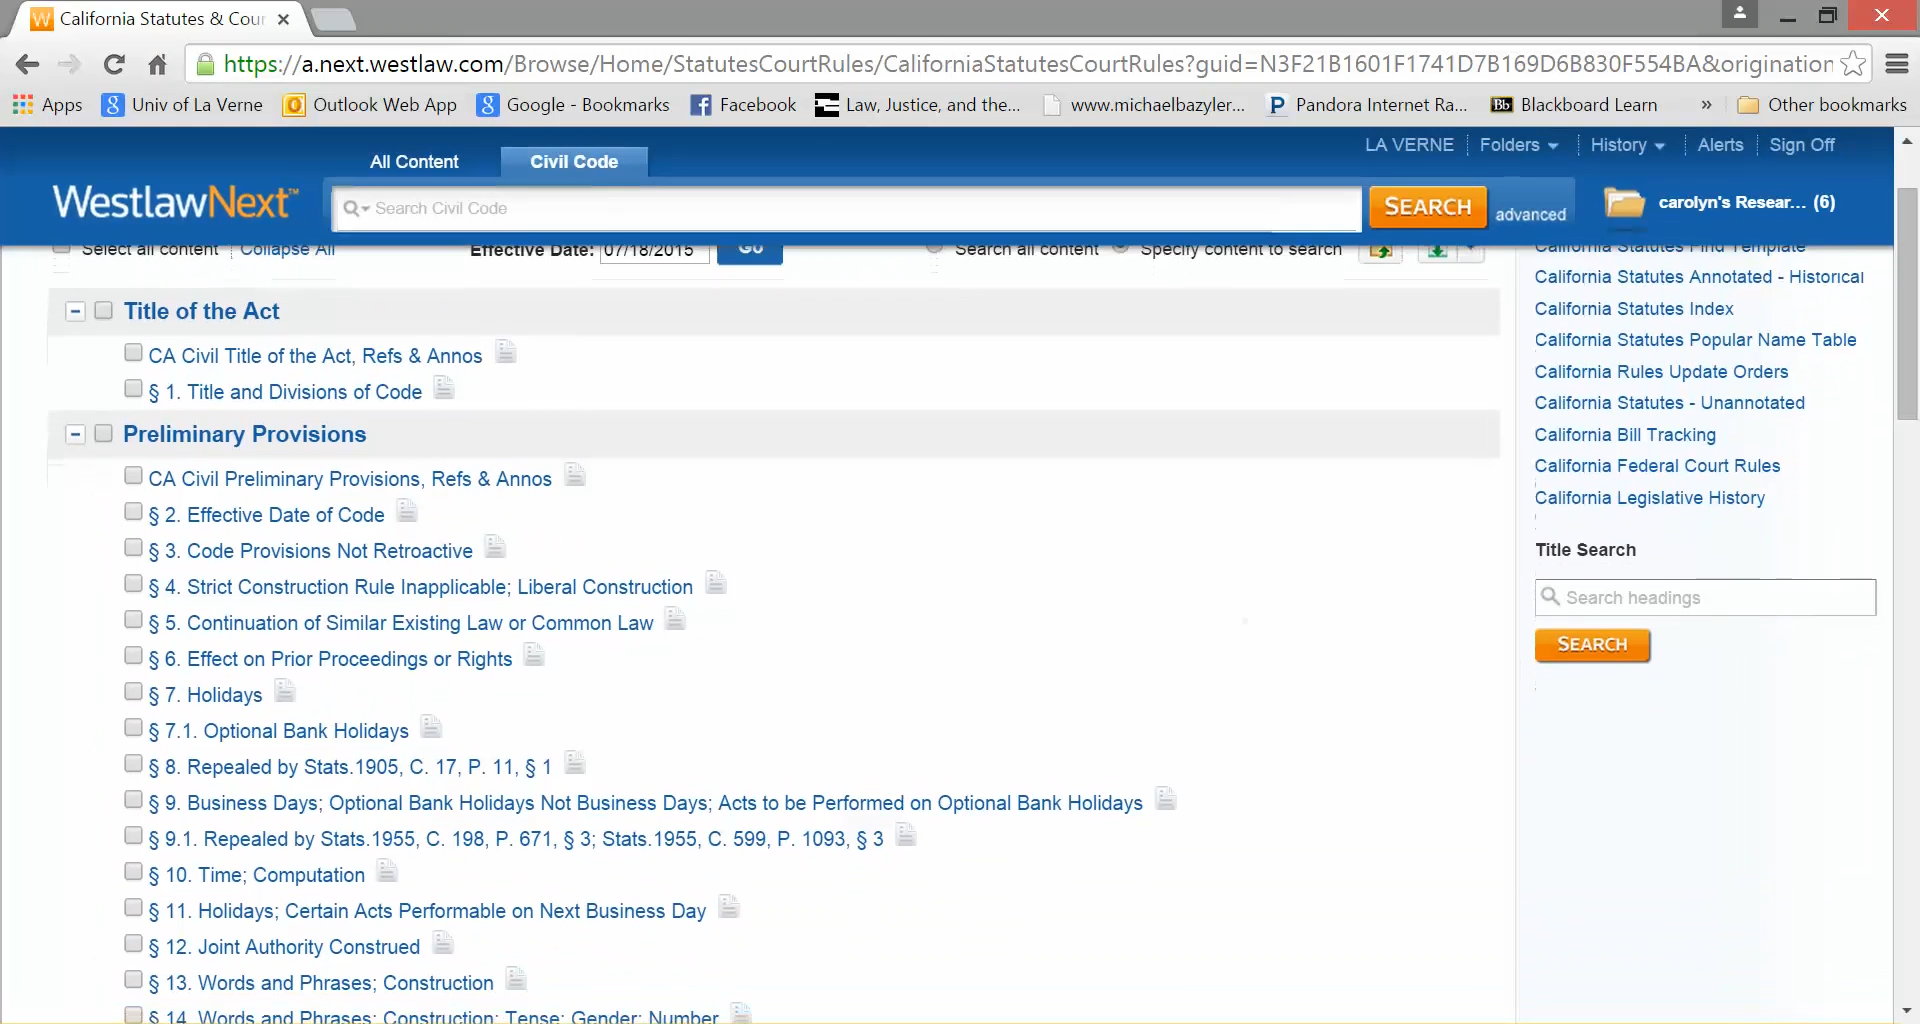 California Statutes & Cour
https://a.next.westlaw.com/Browse/Home/StatutesCourtRules/CaliforniaStatutesCourtRules?guid=N3F21B1601F1741D7B169D6B830F554BA&origination
Apps Univ of La Verne Outlook Web App Google - Bookmarks Facebook Law, Justice, and the... www.michaelbazyler... Pandora Internet Ra... Blackboard Learn » Other bookmarks
LA VERNE Folders History Alerts Sign Off
All Content Civil Code
WestlawNext™ Search Civil Code SEARCH advanced carolyn's Resear... (6)
Select all content Collapse All Effective Date: 07/18/2015 Go Search all content Specify content to search
California Statutes Find Template
California Statutes Annotated - Historical
California Statutes Index
California Statutes Popular Name Table
California Rules Update Orders
California Statutes - Unannotated
California Bill Tracking
California Federal Court Rules
California Legislative History
Title Search
Search headings
SEARCH
Title of the Act
CA Civil Title of the Act, Refs & Annos
§ 1. Title and Divisions of Code
Preliminary Provisions
CA Civil Preliminary Provisions, Refs & Annos
§ 2. Effective Date of Code
§ 3. Code Provisions Not Retroactive
§ 4. Strict Construction Rule Inapplicable; Liberal Construction
§ 5. Continuation of Similar Existing Law or Common Law
§ 6. Effect on Prior Proceedings or Rights
§ 7. Holidays
§ 7.1. Optional Bank Holidays
§ 8. Repealed by Stats.1905, C. 17, P. 11, § 1
§ 9. Business Days; Optional Bank Holidays Not Business Days; Acts to be Performed on Optional Bank Holidays
§ 9.1. Repealed by Stats.1955, C. 198, P. 671, § 3; Stats.1955, C. 599, P. 1093, § 3
§ 10. Time; Computation
§ 11. Holidays; Certain Acts Performable on Next Business Day
§ 12. Joint Authority Construed
§ 13. Words and Phrases; Construction
§ 14. Words and Phrases; Construction; Tense; Gender; Number